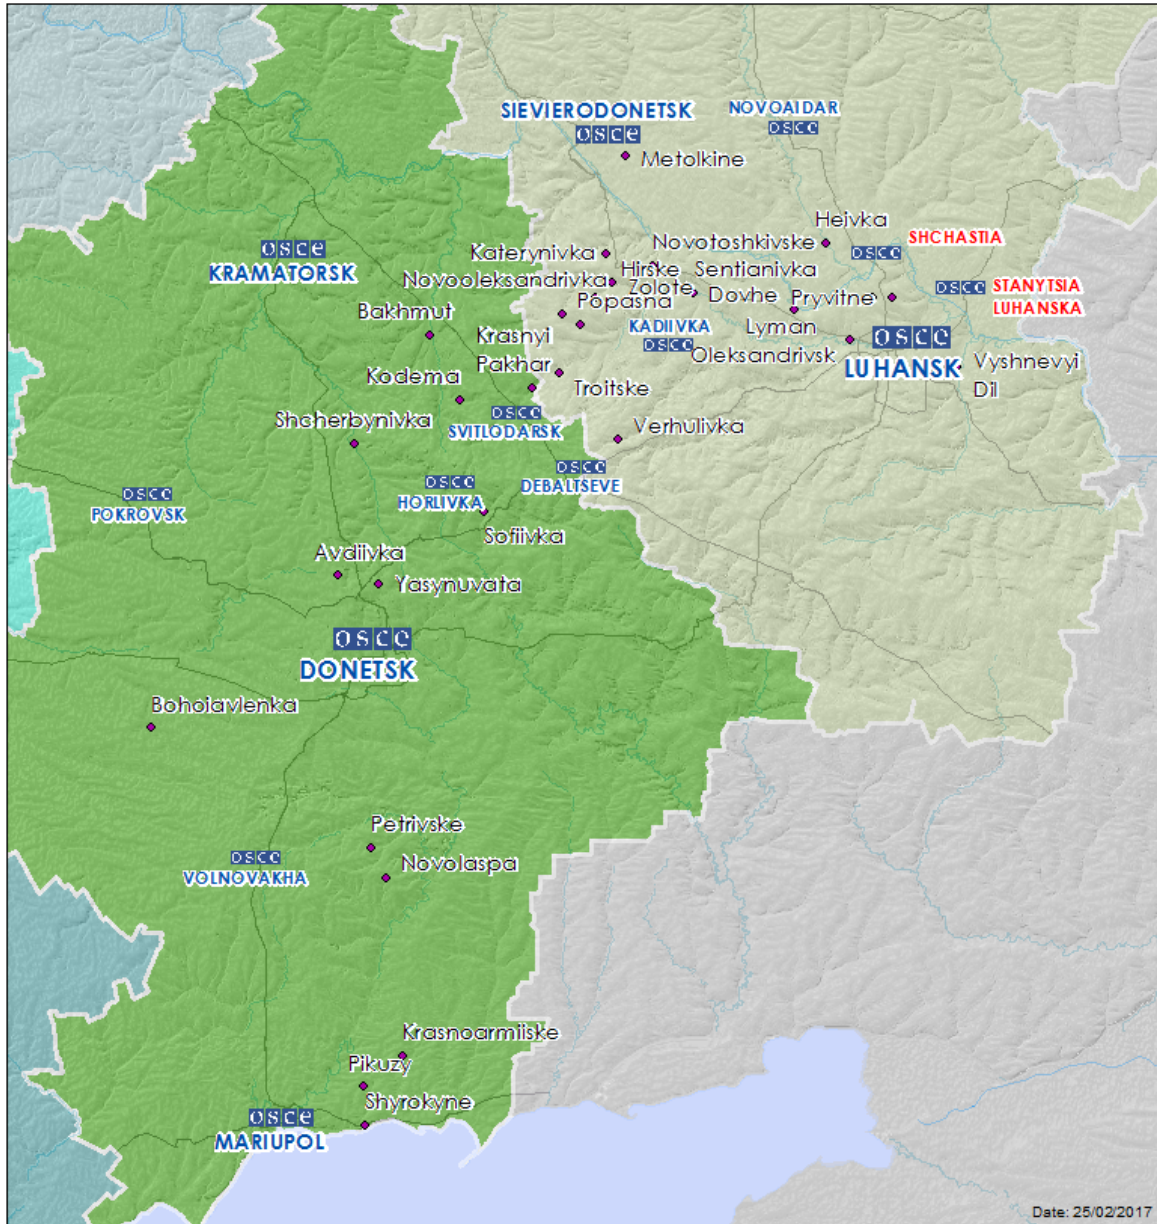 SIEVIERODONETSK
osce
NOVOAIDAR
osce
Metolkine
Heivka
SHCHASTIA
osce
osce
KRAMATORSK
Katerynivka
Novotoshkivske
Hirske
Sentianivka
Novooleksandrivka
Zolote
Dovhe
Pryvitne
osce
STANYTSIA
LUHANSKA
Popasna
Bakhmut
Krasnyi
Pakhar
KADIIVKA
osce
Lyman
Oleksandrivsk
osce
LUHANSK
Vyshnevyi
Dil
Kodema
Troitske
Shcherbynivka
osce
SVITLODARSK
Verhulivka
osce
POKROVSK
osce
HORLIVKA
osce
DEBALTSEVE
Sofiivka
Avdiivka
Yasynuvata
osce
DONETSK
Bohoiavlenka
Petrivske
osce
VOLNOVAKHA
Novolaspa
Krasnoarmiiske
Pikuzy
Shyrokyne
osce
MARIUPOL
Date: 25/02/2017